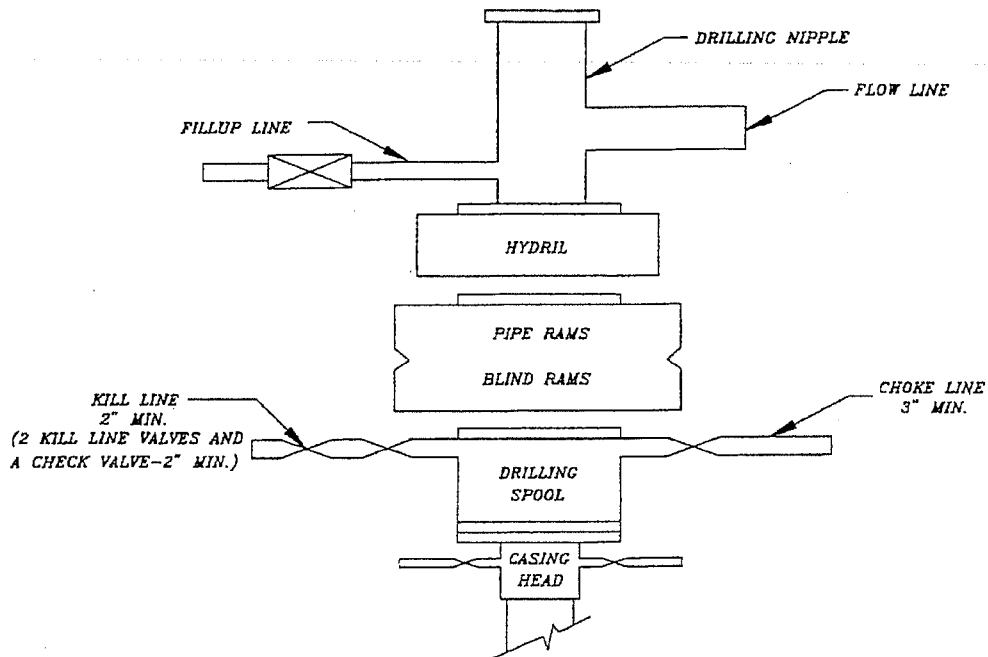 DRILLING NIPPLE
FLOW LINE
FILLUP LINE
HYDRIL
PIPE RAMS
BLIND RAMS
KILL LINE
2" MIN.
(2 KILL LINE VALVES AND
A CHECK VALVE-2" MIN.)
CHOKE LINE
3" MIN.
DRILLING
SPOOL
CASING
HEAD